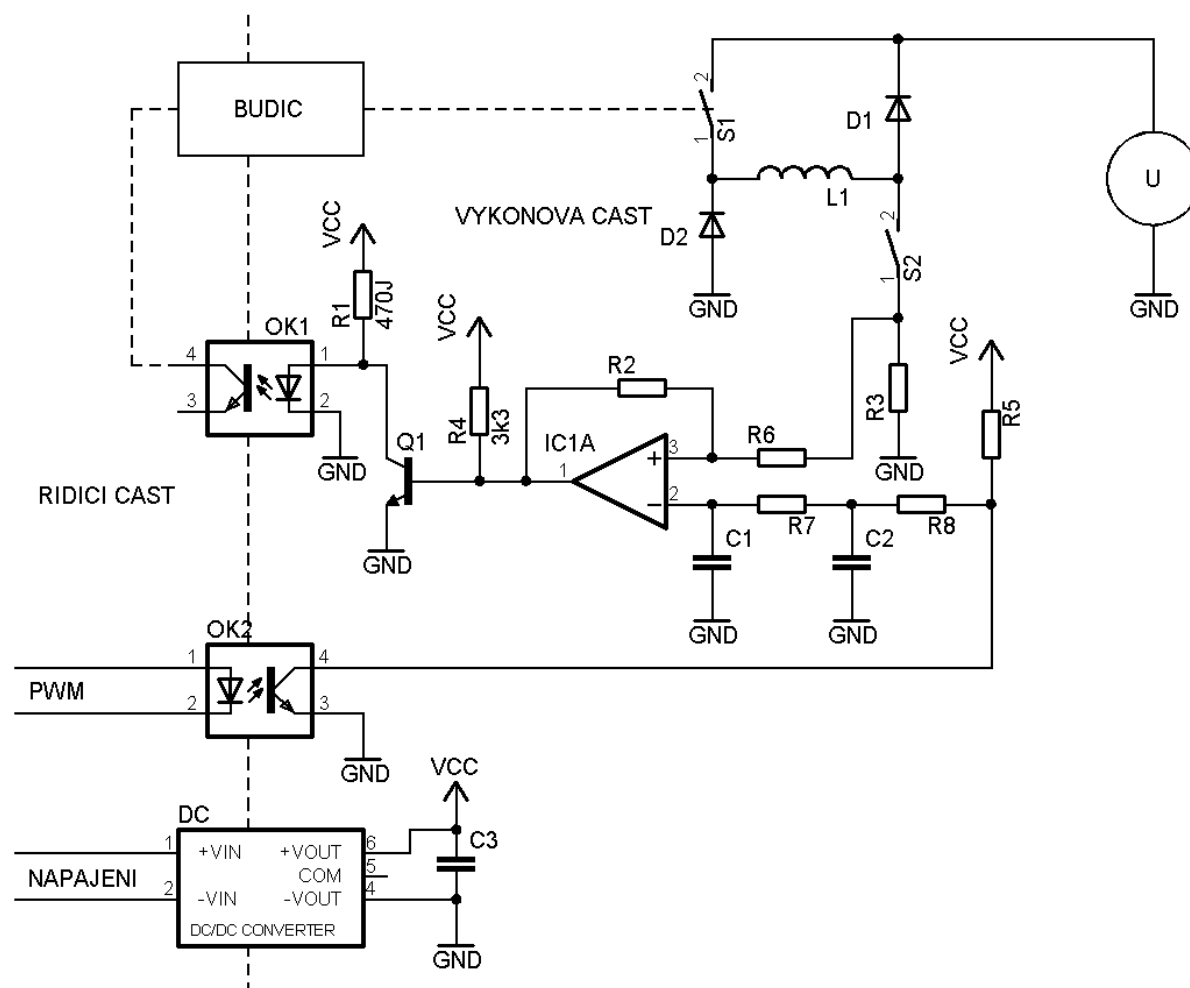 BUDIC
2
S1
1
D1
U
L1
VYKONOVA CAST
D2
2
S2
1
GND
GND
VCC
R1
470J
OK1
4
1
3
2
GND
VCC
R4
3k3
R2
R3
GND
VCC
R5
Q1
IC1A
1
+
3
R6
−
2
R7
R8
RIDICI CAST
GND
C1
C2
GND
GND
OK2
1
4
PWM
2
3
GND
VCC
DC
1
+VIN
+VOUT
6
C3
COM
5
NAPAJENI
2
-VIN
-VOUT
4
DC/DC CONVERTER
GND